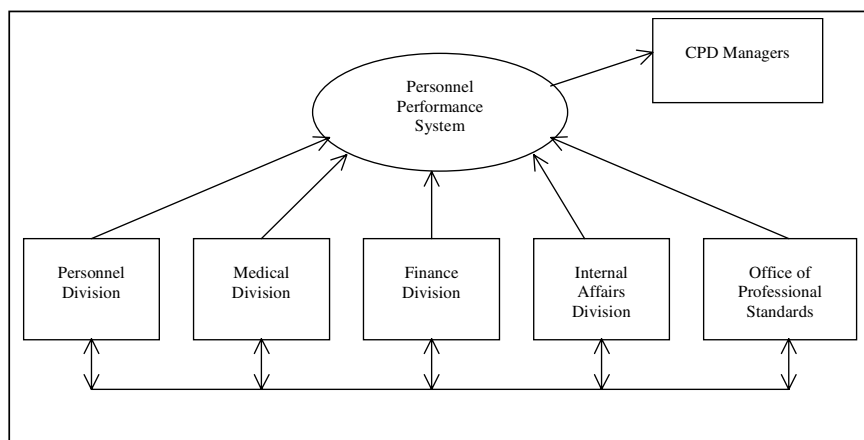 CPD Managers
Personnel
Performance
System
Personnel
Division
Medical
Division
Finance
Division
Internal
Affairs
Division
Office of
Professional
Standards